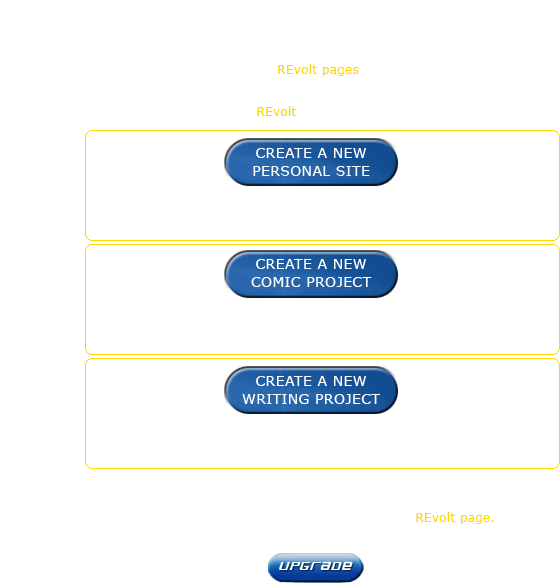 REvolt pages
REvolt
CREATE A NEW
PERSONAL SITE
CREATE A NEW
COMIC PROJECT
CREATE A NEW
WRITING PROJECT
REvolt page.
UPGRADE